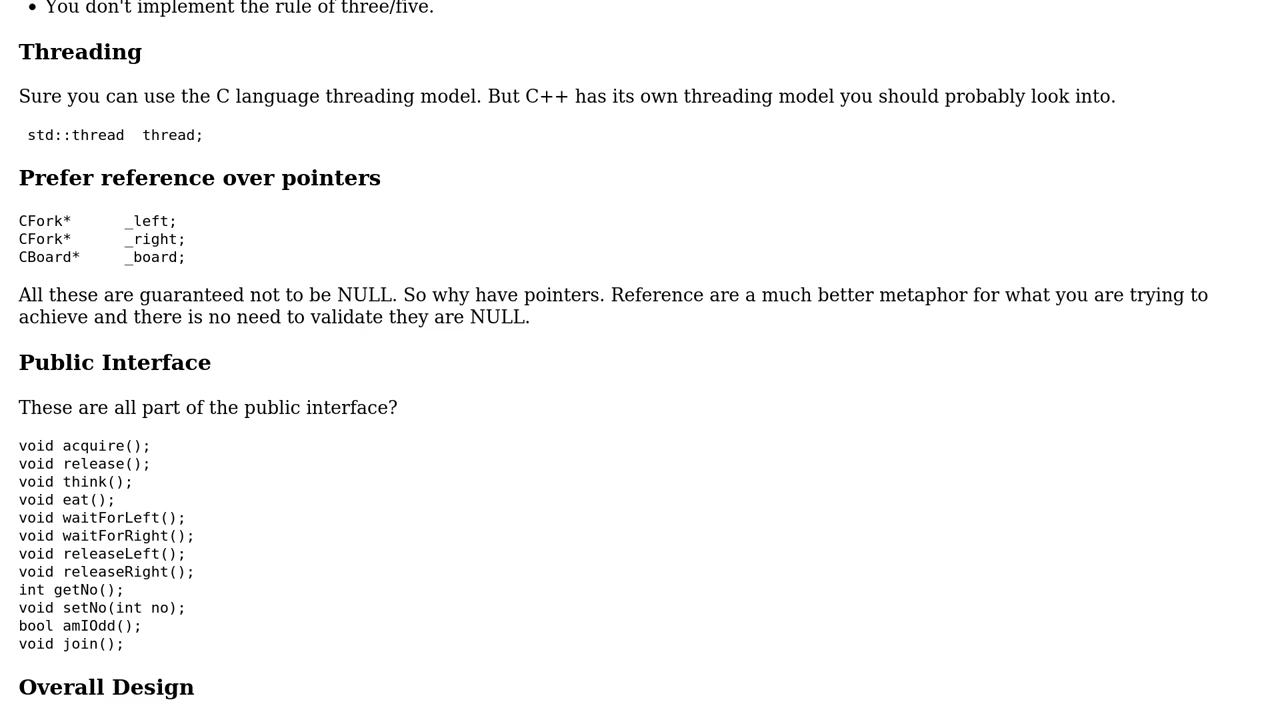 • You don't implement the rule of three/five.
Threading
Sure you can use the C language threading model. But C++ has its own threading model you should probably look into.
std::thread  thread;
Prefer reference over pointers
CFork*      _left;
CFork*      _right;
CBoard*     _board;
All these are guaranteed not to be NULL. So why have pointers. Reference are a much better metaphor for what you are trying to
achieve and there is no need to validate they are NULL.
Public Interface
These are all part of the public interface?
void acquire();
void release();
void think();
void eat();
void waitForLeft();
void waitForRight();
void releaseLeft();
void releaseRight();
int getNo();
void setNo(int no);
bool amIOdd();
void join();
Overall Design